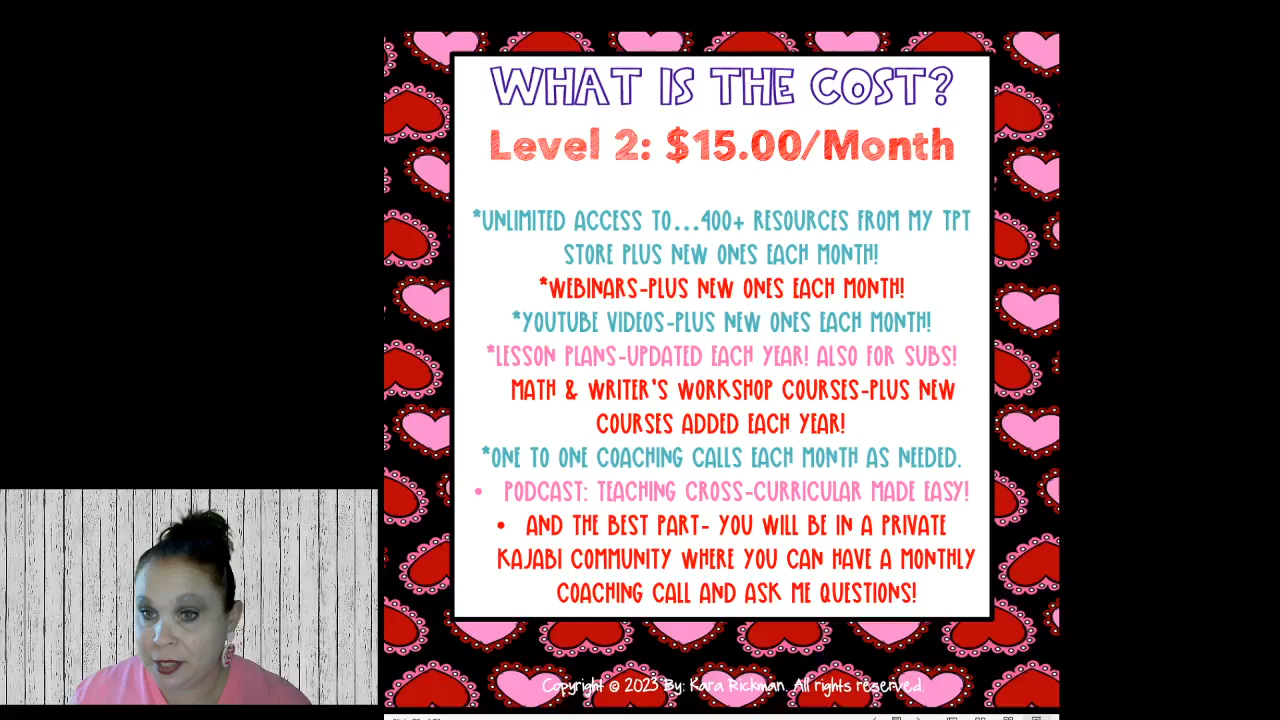 WHAT IS THE COST?
Level 2: $15.00/Month
*UNLIMITED ACCESS TO...400+ RESOURCES FROM MY TPT
STORE PLUS NEW ONES EACH MONTH!
*WEBINARS-PLUS NEW ONES EACH MONTH!
*YOUTUBE VIDEOS-PLUS NEW ONES EACH MONTH!
*LESSON PLANS-UPDATED EACH YEAR! ALSO FOR SUBS!
MATH & WRITER'S WORKSHOP COURSES-PLUS NEW
COURSES ADDED EACH YEAR!
*ONE TO ONE COACHING CALLS EACH MONTH AS NEEDED.
• PODCAST: TEACHING CROSS-CURRICULAR MADE EASY!
• AND THE BEST PART- YOU WILL BE IN A PRIVATE
KAJABI COMMUNITY WHERE YOU CAN HAVE A MONTHLY
COACHING CALL AND ASK ME QUESTIONS!
Copyright © 2023 By: Kara Rickman. All rights reserved.